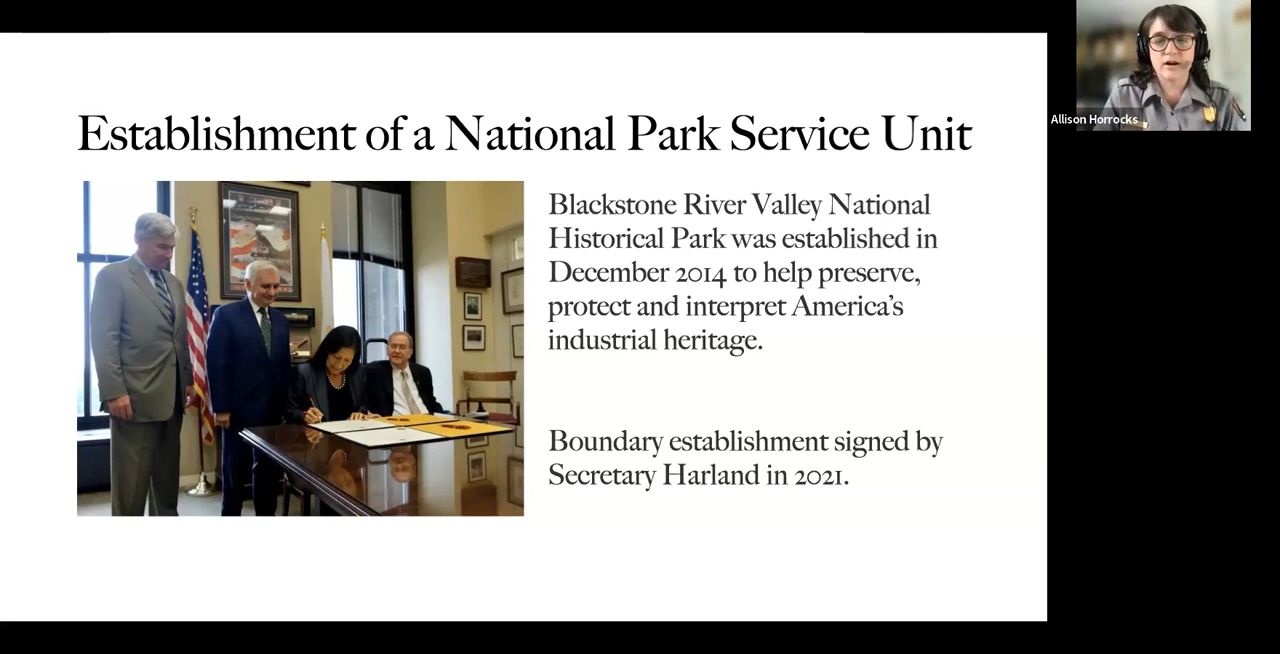 Establishment of a National Park Service Unit
Blackstone River Valley National
Historical Park was established in
December 2014 to help preserve,
protect and interpret America's
industrial heritage.
Boundary establishment signed by
Secretary Harland in 2021.
Allison Horrocks